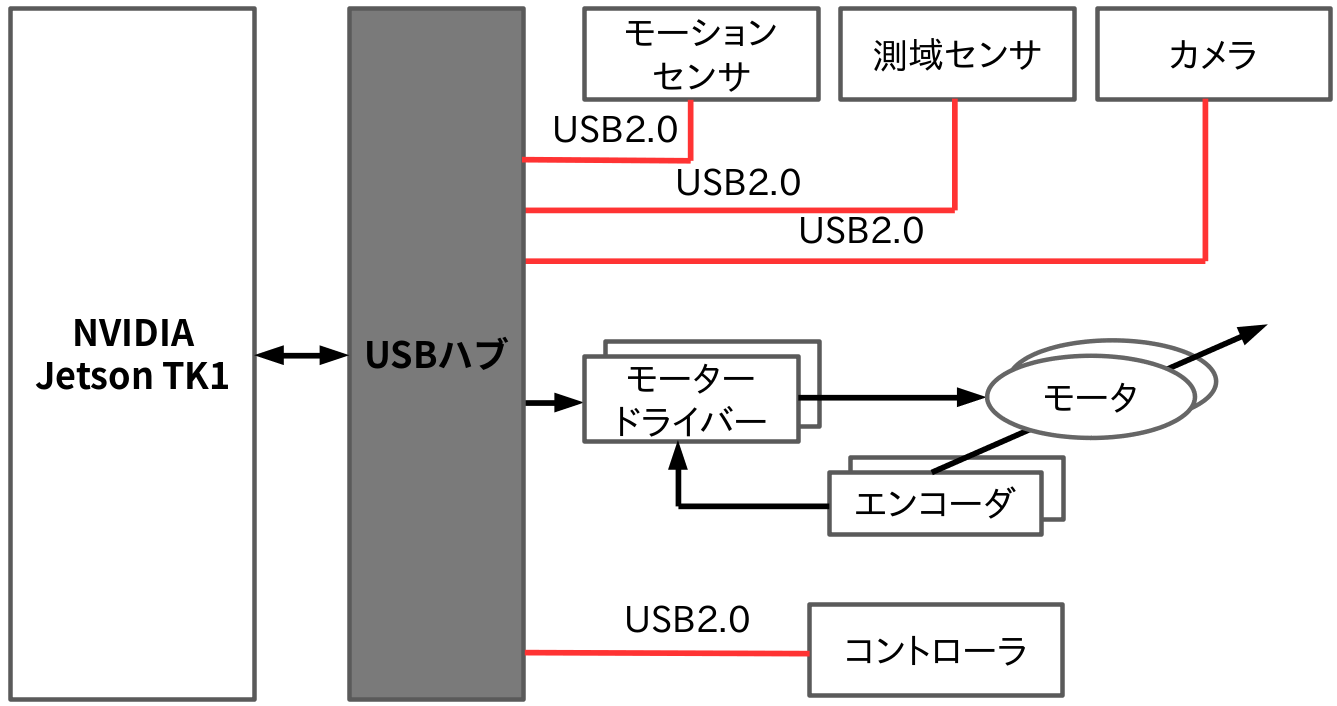 モーション
センサ
測域センサ
カメラ
USB2.0
USB2.0
USB2.0
NVIDIA
Jetson TK1
USBハブ
モーター
ドライバー
モータ
エンコーダ
USB2.0
コントローラ